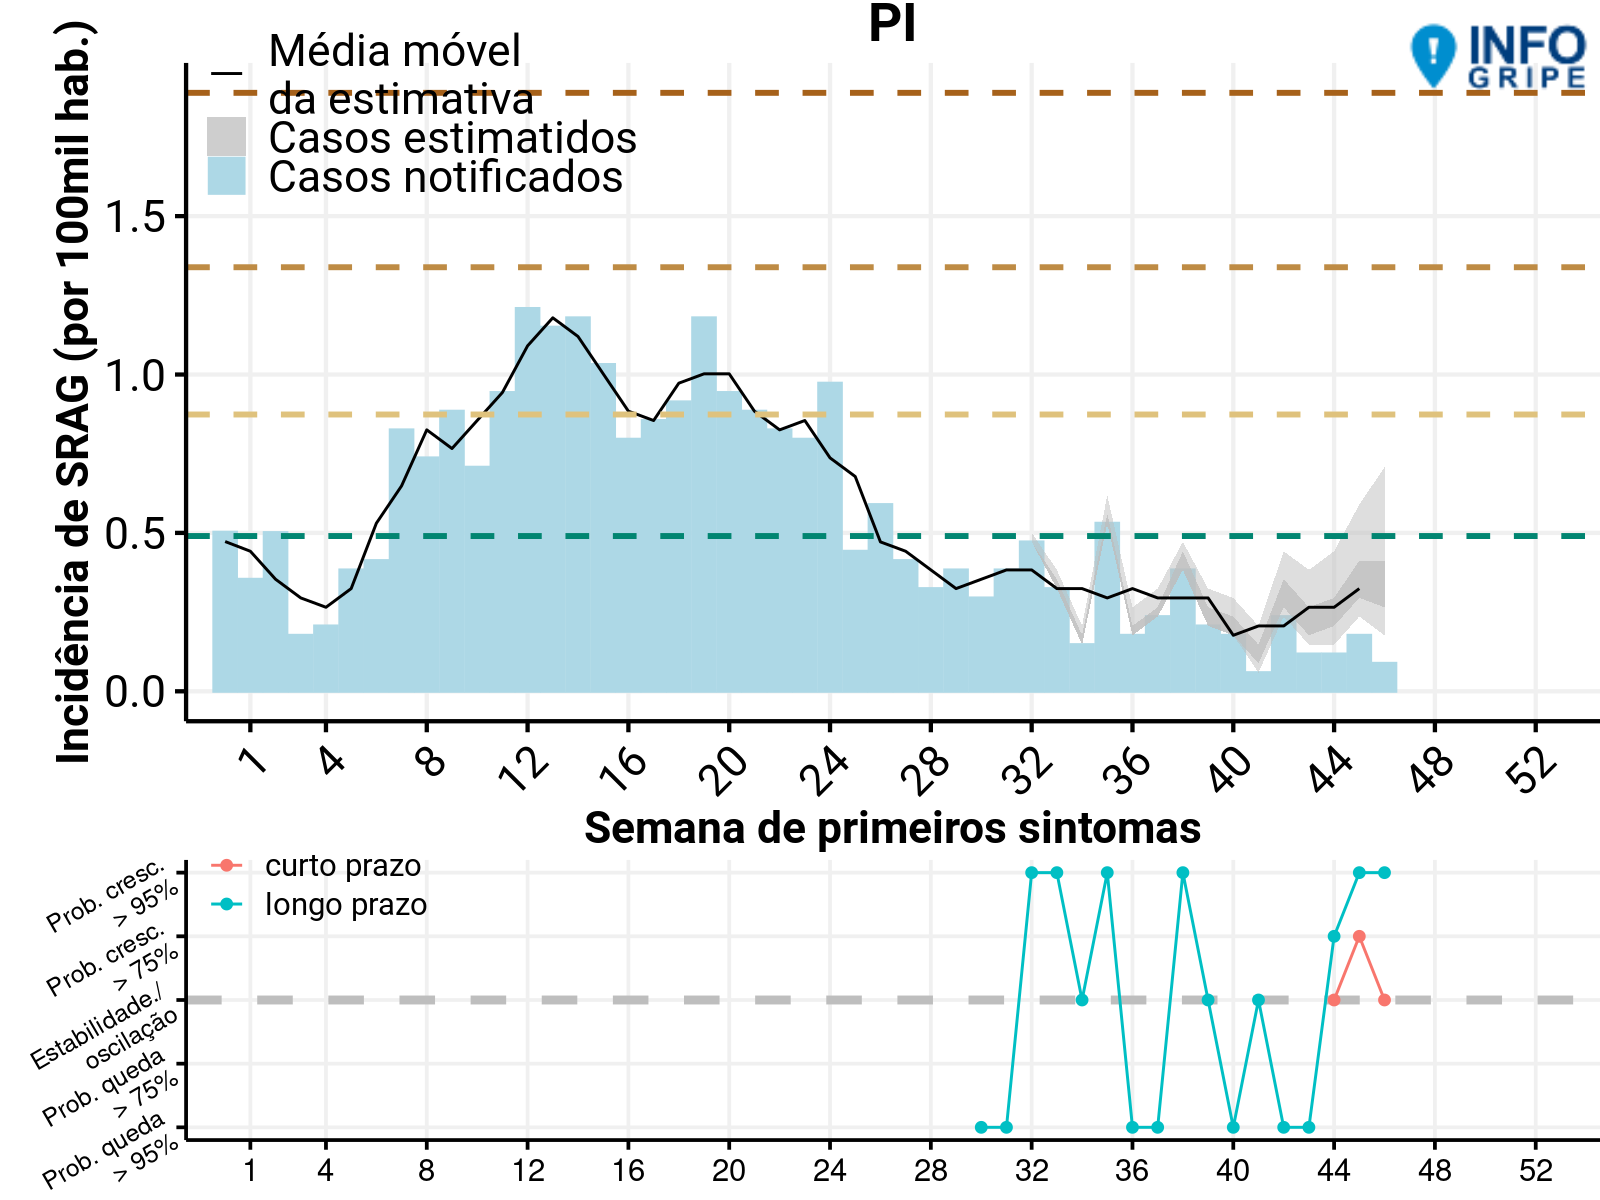 PI
INFO
GRIPE
Incidência de SRAG (por 100mil hab.)
Média móvel
da estimativa
Casos estimatidos
Casos notificados
1.5
1.0
0.5
0.0
1 4 8 12 16 20 24 28 32 36 40 44 48 52
Semana de primeiros sintomas
curto prazo
longo prazo
Prob. cresc.
> 95%
Prob. cresc.
> 75%
Estabilidade./
oscilação
Prob. queda
> 75%
Prob. queda
> 95%
1 4 8 12 16 20 24 28 32 36 40 44 48 52